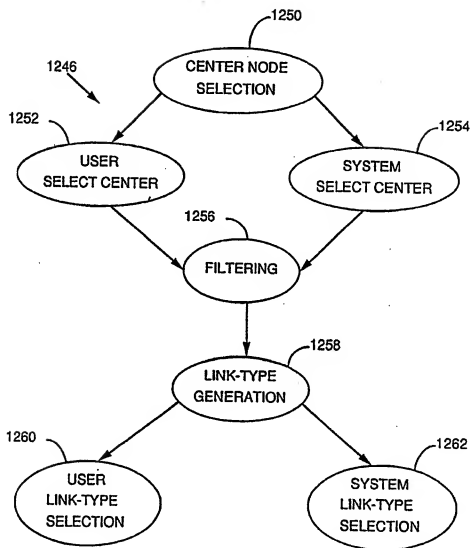 1250
1246
CENTER NODE
SELECTION
1252
1254
USER
SELECT CENTER
SYSTEM
SELECT CENTER
1256
FILTERING
1258
LINK-TYPE
GENERATION
1260
1262
USER
LINK-TYPE
SELECTION
SYSTEM
LINK-TYPE
SELECTION